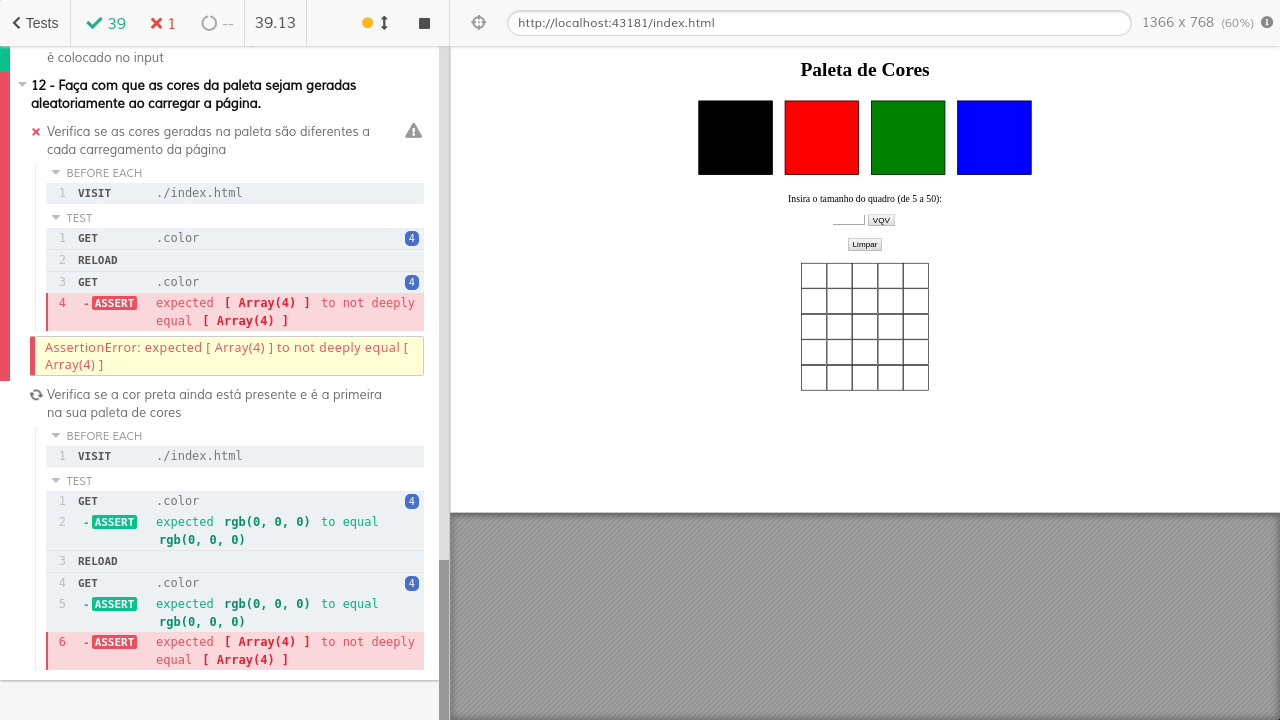 Tests
39
1
--
39.13
http://localhost:43181/index.html
1366 x 768 (60%)
é colocado no input
12 - Faça com que as cores da paleta sejam geradas
aleatoriamente ao carregar a página.
Verifica se as cores geradas na paleta são diferentes a
cada carregamento da página
BEFORE EACH
1 VISIT ./index.html
TEST
1 GET .color 4
2 RELOAD
3 GET .color 4
4 - ASSERT expected [ Array(4) ] to not deeply
equal [ Array(4) ]
AssertionError: expected [ Array(4) ] to not deeply equal [
Array(4) ]
Verifica se a cor preta ainda está presente e é a primeira
na sua paleta de cores
BEFORE EACH
1 VISIT ./index.html
TEST
1 GET .color 4
2 - ASSERT expected rgb(0, 0, 0) to equal
rgb(0, 0, 0)
3 RELOAD
4 GET .color 4
5 - ASSERT expected rgb(0, 0, 0) to equal
rgb(0, 0, 0)
6 - ASSERT expected [ Array(4) ] to not deeply
equal [ Array(4) ]
Paleta de Cores
Insira o tamanho do quadro (de 5 a 50):
VQV
Limpar